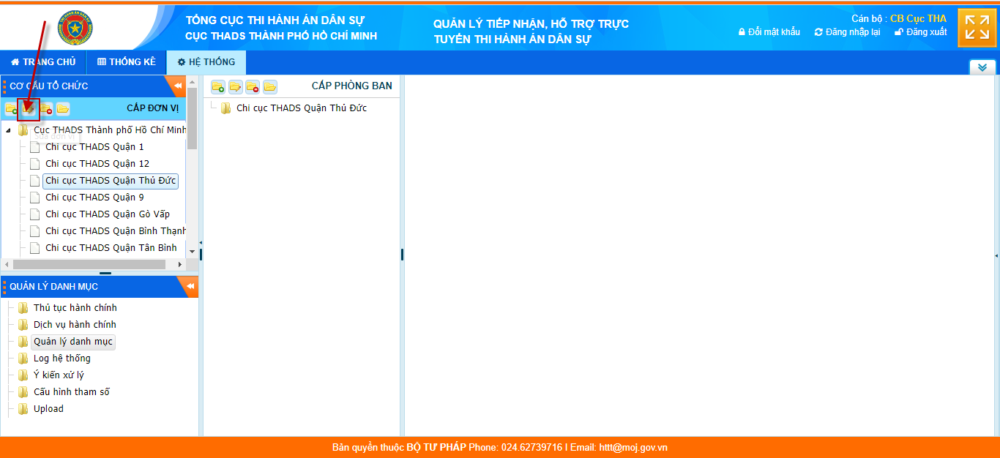 TỔNG CỤC THI HÀNH ÁN DÂN SỰ
CỤC THADS THÀNH PHỐ HỒ CHÍ MINH
QUẢN LÝ TIẾP NHẬN, HỖ TRỢ TRỰC
TUYẾN THI HÀNH ÁN DÂN SỰ
Cán bộ : CB Cục THA
Đổi mật khẩu Đăng nhập lại Đăng xuất
TRANG CHỦ THỐNG KÊ HỆ THỐNG
CƠ CẤU TỔ CHỨC
CẤP ĐƠN VỊ
Cục THADS Thành phố Hồ Chí Minh
Sửa đơn vị
Chi cục THADS Quận 1
Chi cục THADS Quận 12
Chi cục THADS Quận Thủ Đức
Chi cục THADS Quận 9
Chi cục THADS Quận Gò Vấp
Chi cục THADS Quận Bình Thạnh
Chi cục THADS Quận Tân Bình
QUẢN LÝ DANH MỤC
Thủ tục hành chính
Dịch vụ hành chính
Quản lý danh mục
Log hệ thống
Ý kiến xử lý
Cấu hình tham số
Upload
CẤP PHÒNG BAN
Chi cục THADS Quận Thủ Đức
Bản quyền thuộc BỘ TƯ PHÁP Phone: 024.62739716 I Email: httt@moj.gov.vn